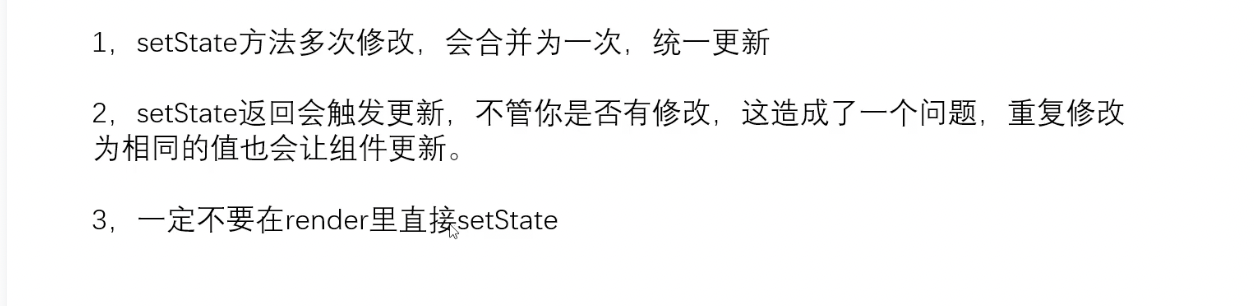 1，setState方法多次修改，会合并为一次，统一更新
2，setState返回会触发更新，不管你是否有修改，这造成了一个问题，重复修改
为相同的值也会让组件更新。
3，一定不要在render里直接setState